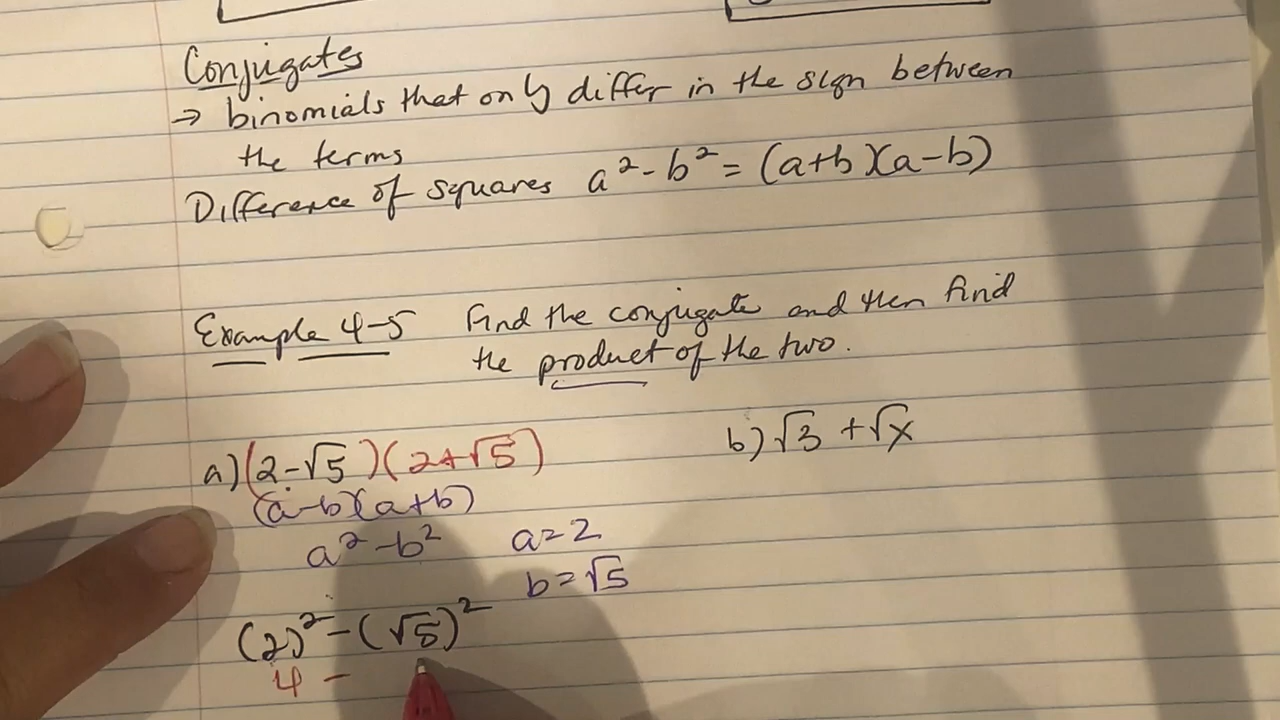 Conjugates
→ binomials that only differ in the sign between
the terms
Difference of squares a² - b² = (a+b)(a-b)
Example 4-5 Find the conjugate and then find
the product of the two.
a) (2-√5)(2+√5)
b) √3 + √x
(a-b)(a+b)
a² - b² a=2
b=√5
(2)² - (√5)²
4 -